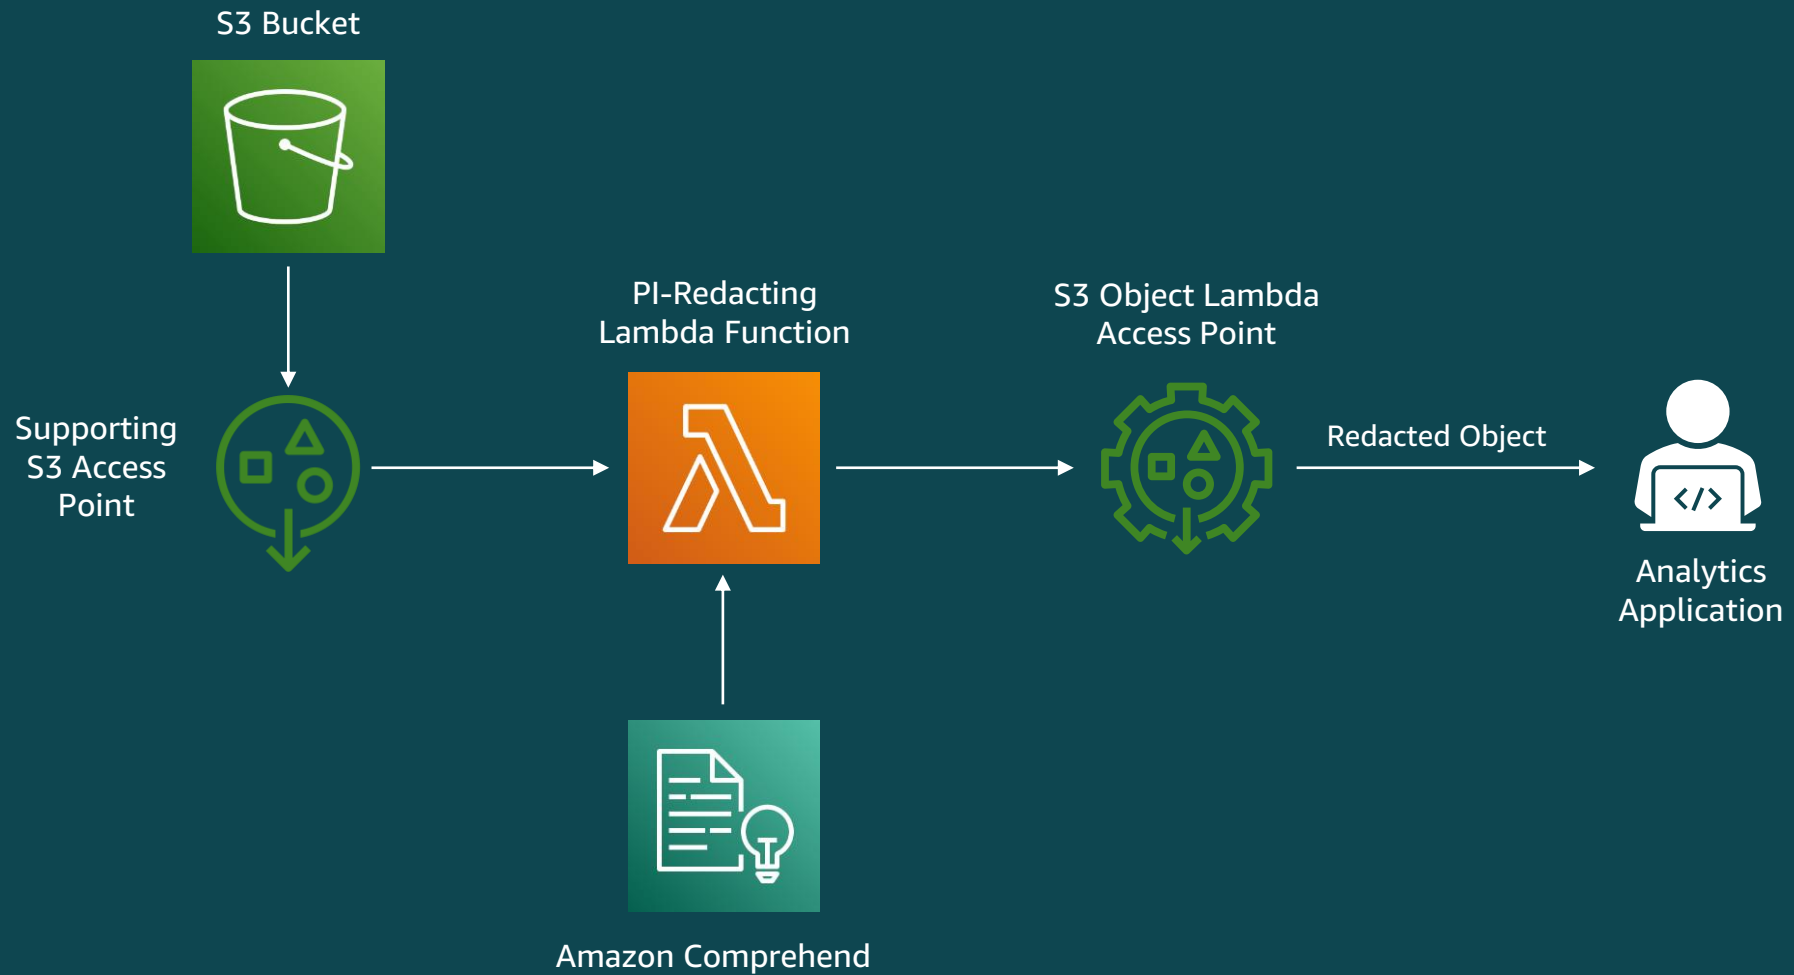 S3 Bucket
PI-Redacting
Lambda Function
S3 Object Lambda
Access Point
Supporting
S3 Access
Point
Redacted Object
</>
Analytics
Application
Amazon Comprehend